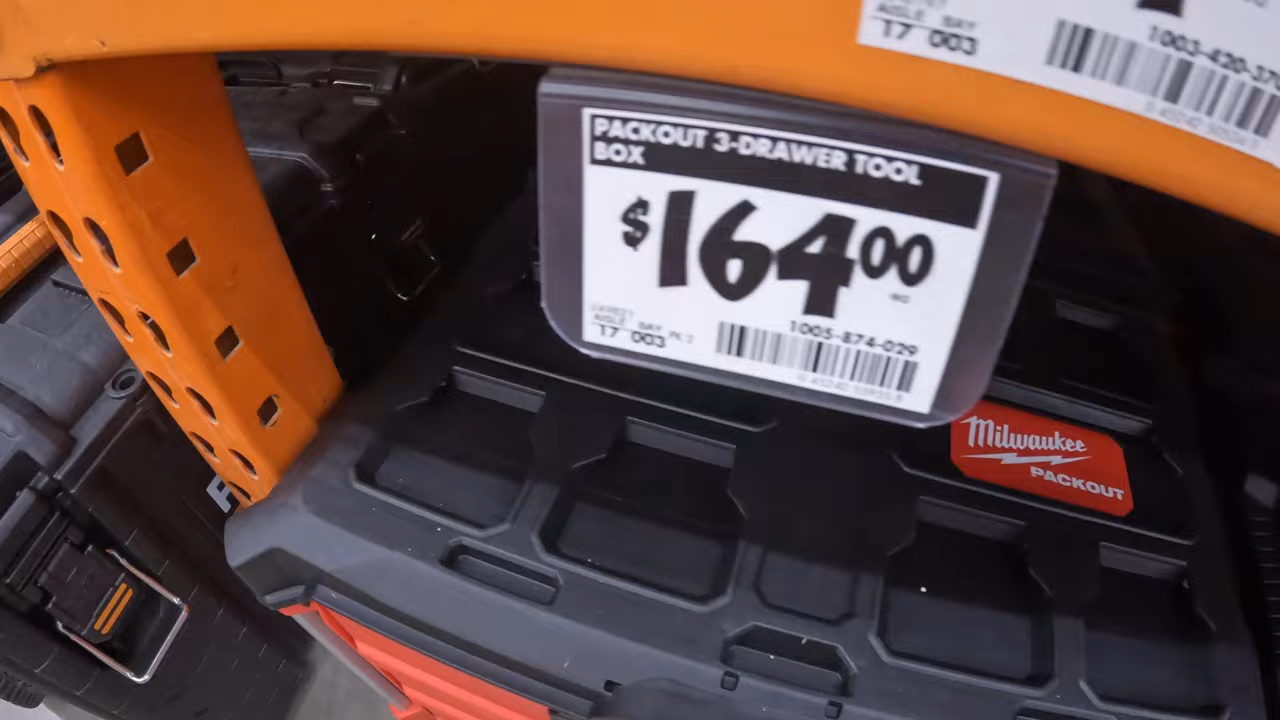 AISLE BAY
17 003
1003-420-370
PACKOUT 3-DRAWER TOOL
BOX
$164 00
AISLE BAY
17 003
1005-874-029
Milwaukee
PACKOUT